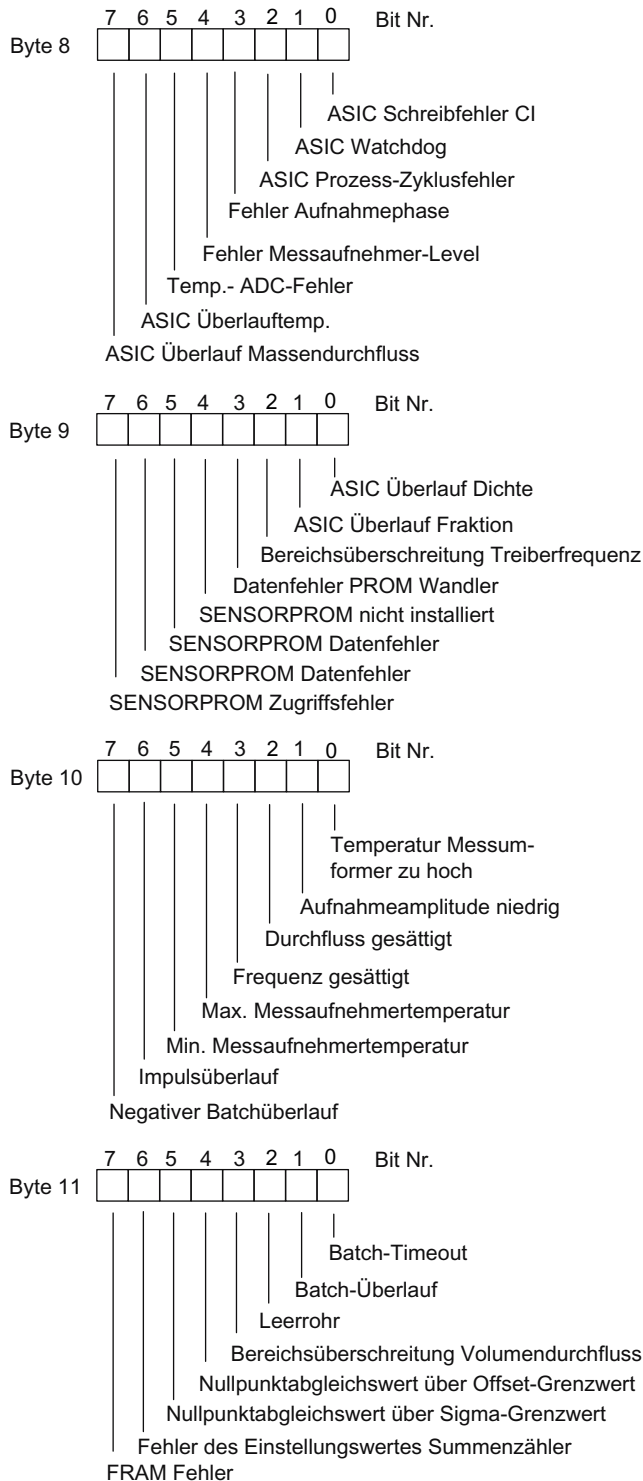 7 6 5 4 3 2 1 0 Bit Nr.
Byte 8
ASIC Schreibfehler CI
ASIC Watchdog
ASIC Prozess-Zyklusfehler
Fehler Aufnahmephase
Fehler Messaufnehmer-Level
Temp.- ADC-Fehler
ASIC Überlauftemp.
ASIC Überlauf Massendurchfluss
7 6 5 4 3 2 1 0 Bit Nr.
Byte 9
ASIC Überlauf Dichte
ASIC Überlauf Fraktion
Bereichsüberschreitung Treiberfrequenz
Datenfehler PROM Wandler
SENSORPROM nicht installiert
SENSORPROM Datenfehler
SENSORPROM Datenfehler
SENSORPROM Zugriffsfehler
7 6 5 4 3 2 1 0 Bit Nr.
Byte 10
Temperatur Messum-
former zu hoch
Aufnahmeamplitude niedrig
Durchfluss gesättigt
Frequenz gesättigt
Max. Messaufnehmertemperatur
Min. Messaufnehmertemperatur
Impulsüberlauf
Negativer Batchüberlauf
7 6 5 4 3 2 1 0 Bit Nr.
Byte 11
Batch-Timeout
Batch-Überlauf
Leerrohr
Bereichsüberschreitung Volumendurchfluss
Nullpunktabgleichswert über Offset-Grenzwert
Nullpunktabgleichswert über Sigma-Grenzwert
Fehler des Einstellungswertes Summenzähler
FRAM Fehler